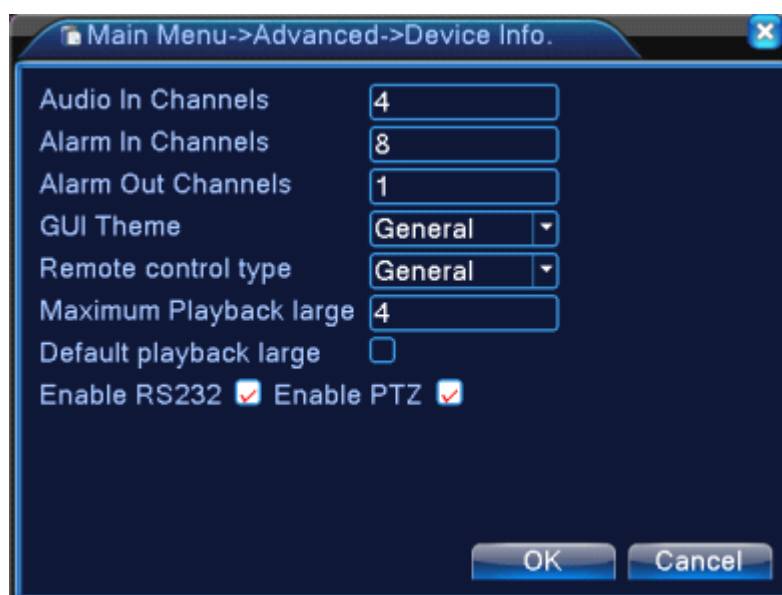 Main Menu->Advanced->Device Info.
Audio In Channels 4
Alarm In Channels 8
Alarm Out Channels 1
GUI Theme General
Remote control type General
Maximum Playback large 4
Default playback large
Enable RS232 Enable PTZ
OK Cancel